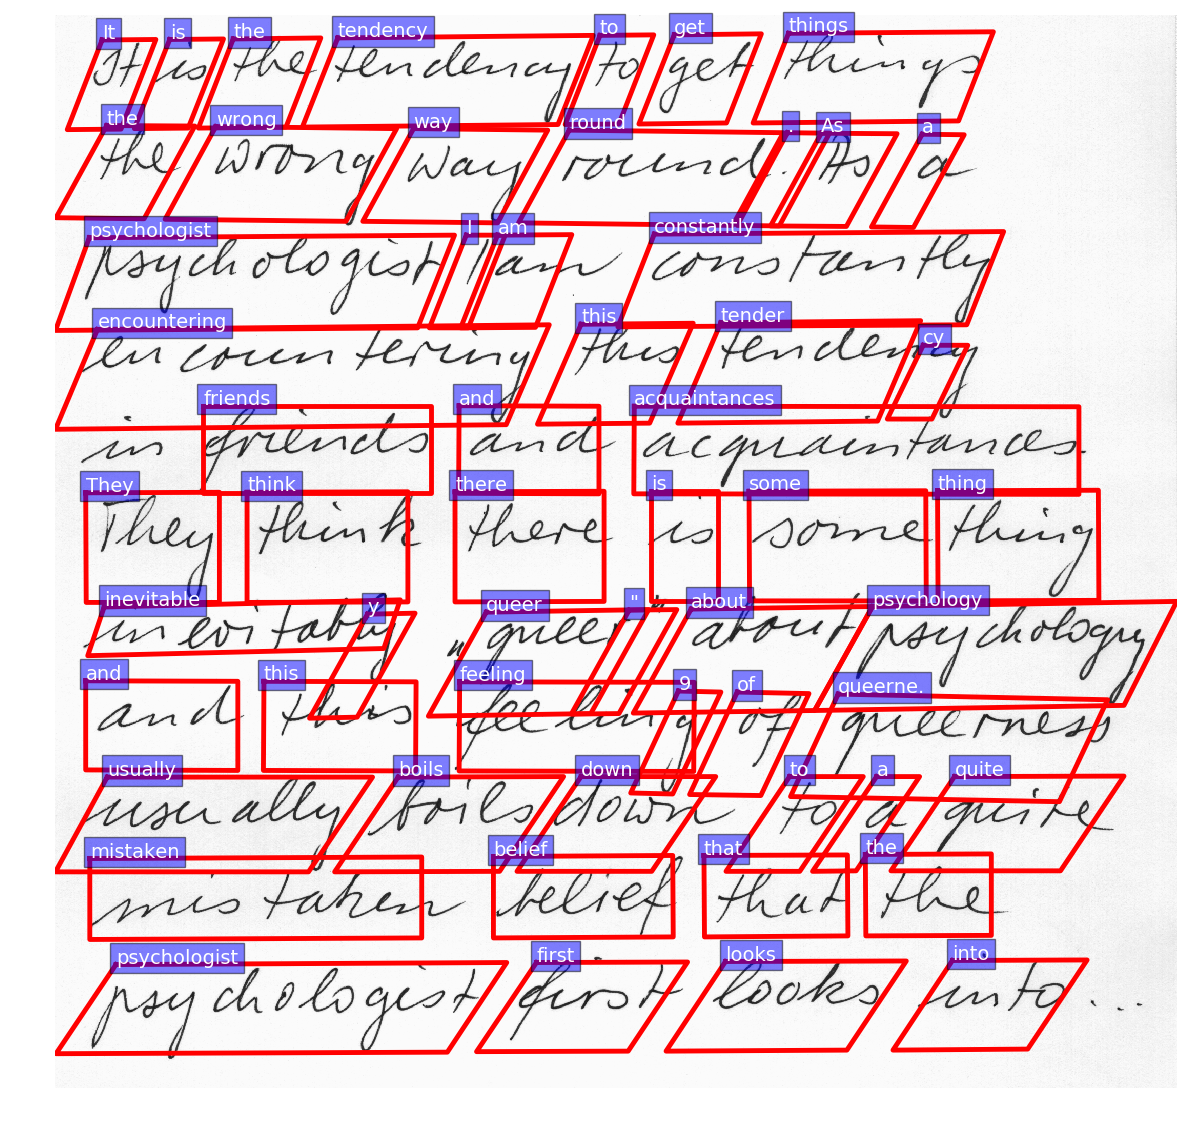 It is the tendency to get things
the wrong way round. As a
psychologist I am constantly
encountering this tendency
in friends and acquaintances.
They think there is something
inevitably „queer" about psychology
and this feeling of queerness
usually boils down to a quite
mistaken belief that the
psychologist first looks into ...